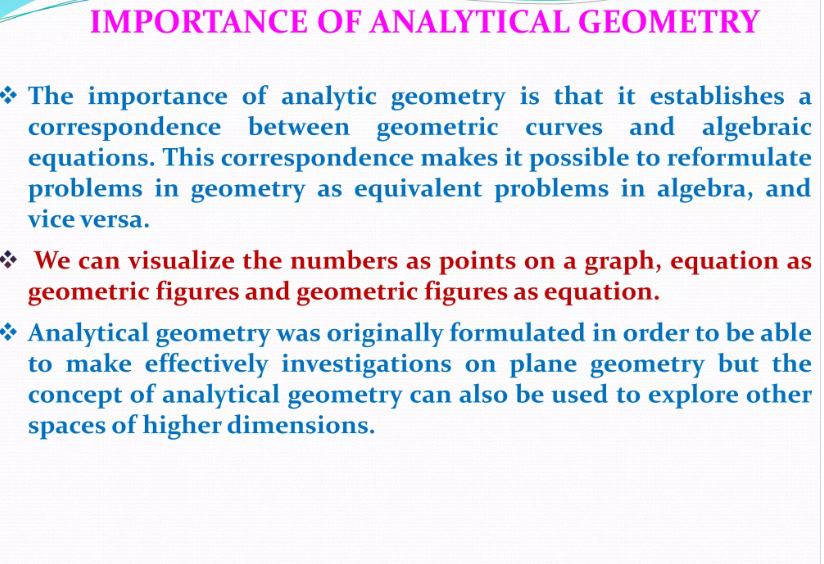 IMPORTANCE OF ANALYTICAL GEOMETRY
❖ The importance of analytic geometry is that it establishes a
correspondence between geometric curves and algebraic
equations. This correspondence makes it possible to reformulate
problems in geometry as equivalent problems in algebra, and
vice versa.
❖ We can visualize the numbers as points on a graph, equation as
geometric figures and geometric figures as equation.
❖ Analytical geometry was originally formulated in order to be able
to make effectively investigations on plane geometry but the
concept of analytical geometry can also be used to explore other
spaces of higher dimensions.